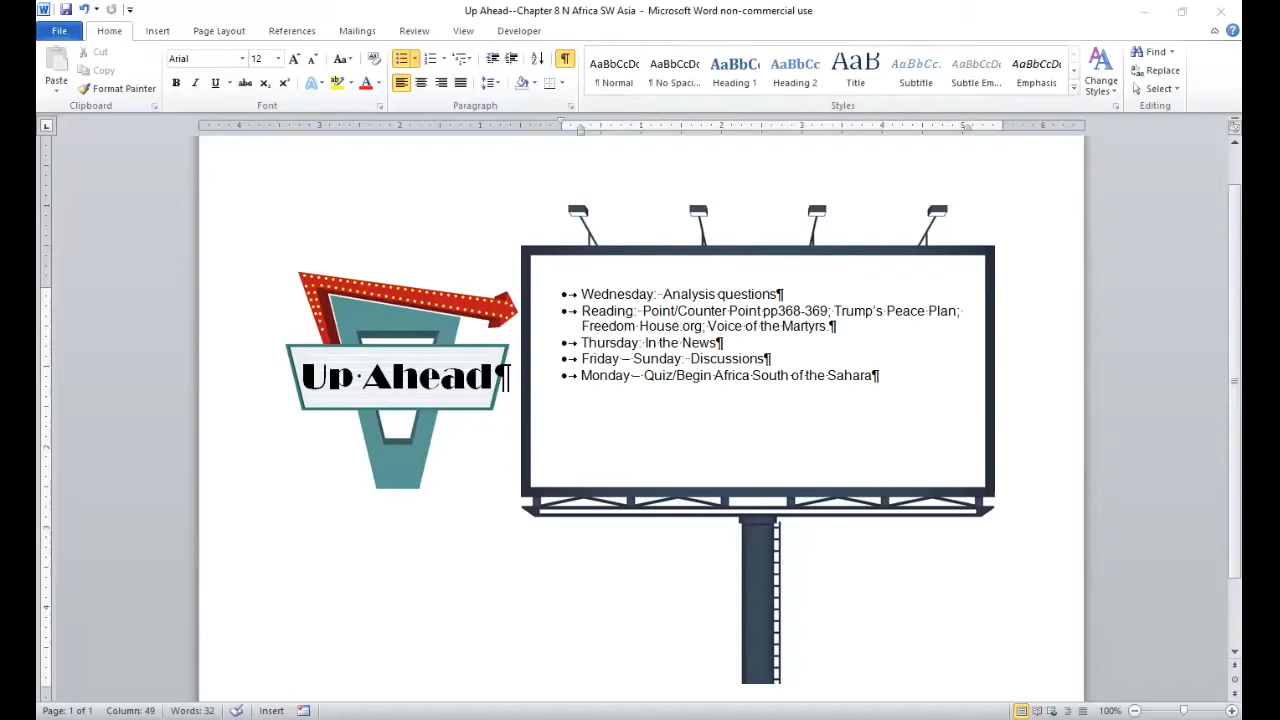 Up Ahead--Chapter 8 N Africa SW Asia - Microsoft Word non-commercial use
File Home Insert Page Layout References Mailings Review View Developer
Paste
Cut
Copy
Format Painter
Clipboard
Arial 12
Font
Paragraph
AaBbCcDc AaBbCcDc AaBbC AaBbCc AaB AaBbCc. AaBbCcDc AaBbCcDc
¶ Normal ¶ No Spaci... Heading 1 Heading 2 Title Subtitle Subtle Em... Emphasis
Styles
Change Styles
Find
Replace
Select
Editing
Up Ahead¶
• Wednesday: Analysis questions¶
• Reading: Point/Counter Point pp368-369; Trump's Peace Plan;
Freedom House.org; Voice of the Martyrs.¶
• Thursday: In the News¶
• Friday – Sunday: Discussions¶
• Monday – Quiz/Begin Africa South of the Sahara¶
Page: 1 of 1 Column: 49 Words: 32 Insert 100%